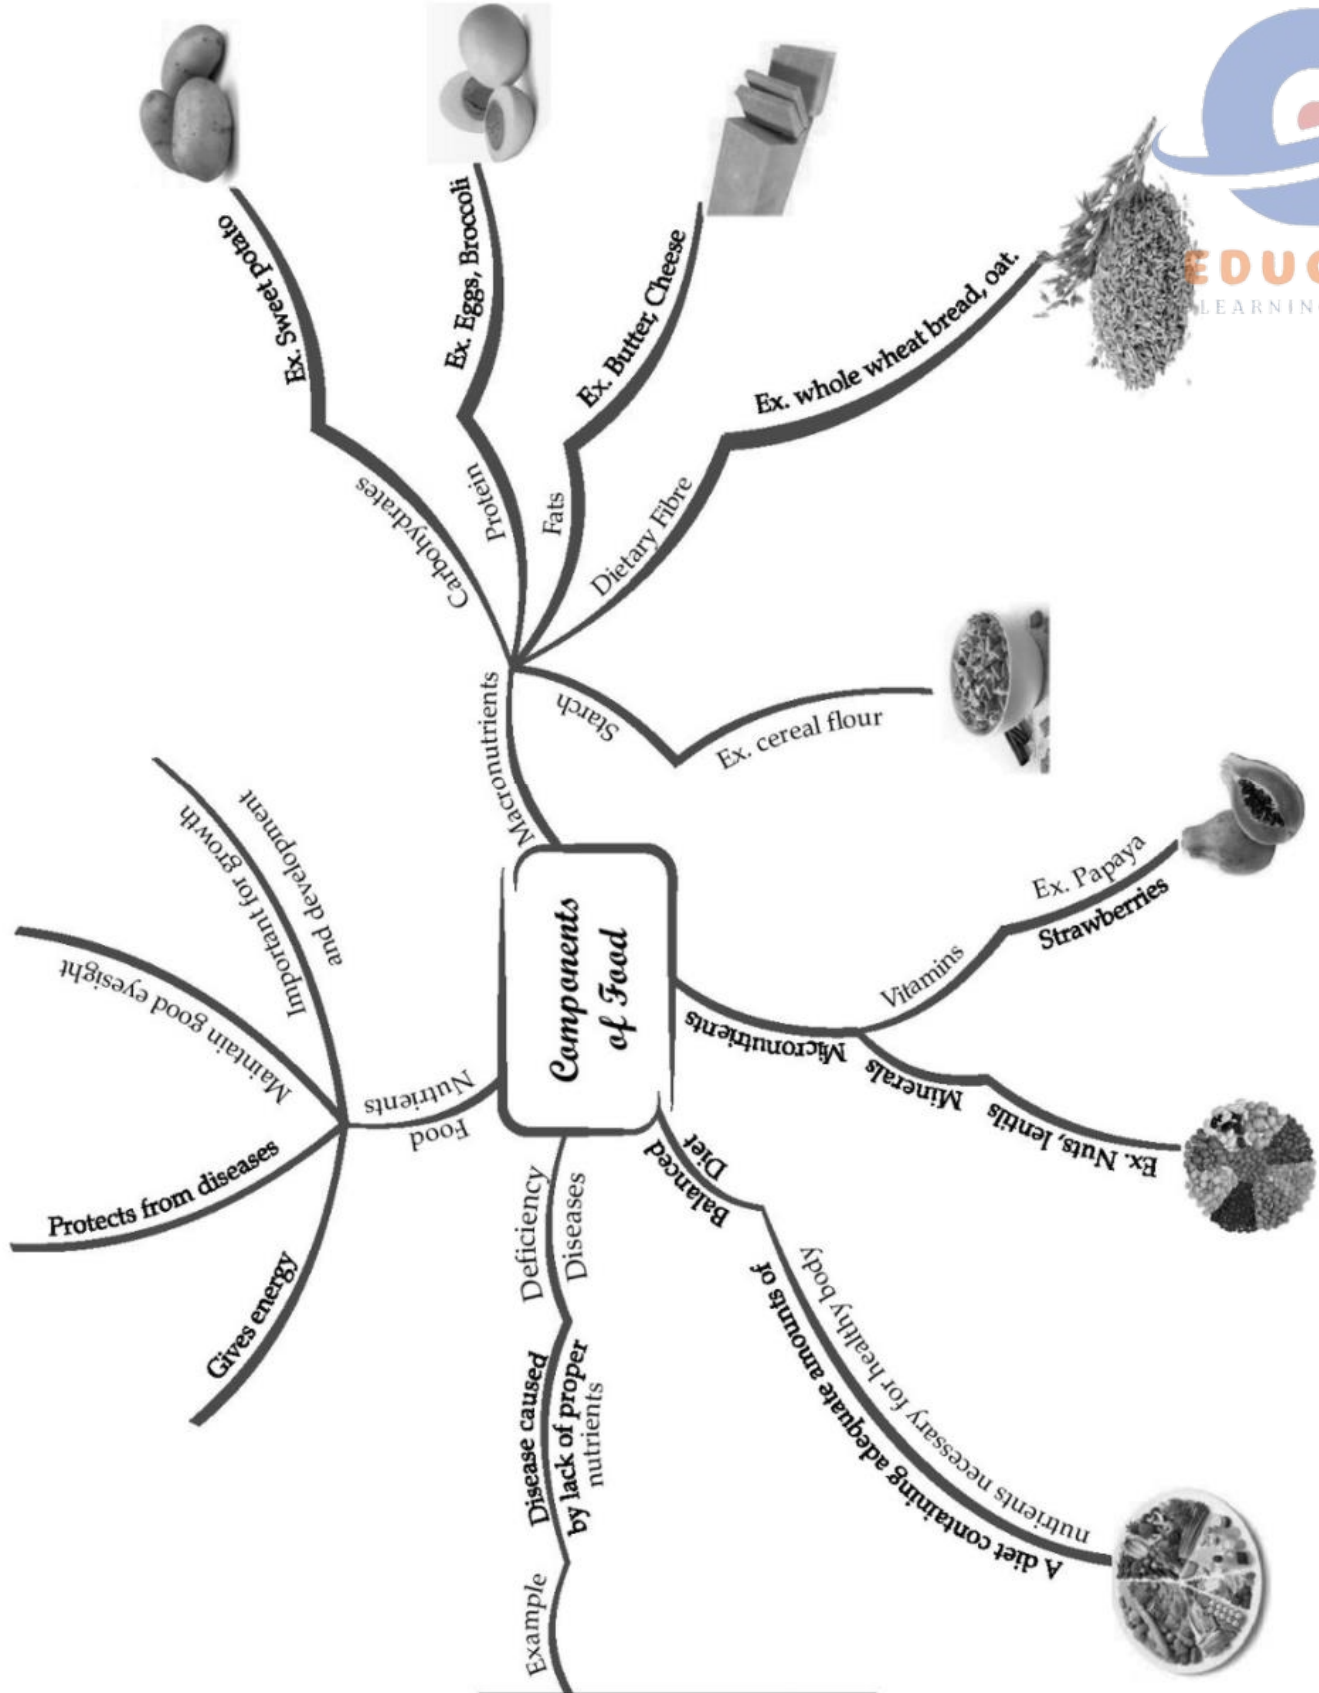 Components
of Food
Macronutrients
Carbohydrates
Ex. Sweet potato
Protein
Ex. Eggs, Broccoli
Fats
Ex. Butter, Cheese
Dietary Fibre
Ex. whole wheat bread, oat.
Starch
Ex. cereal flour
Micronutrients
Vitamins
Ex. Papaya
Strawberries
Minerals
Ex. Nuts, lentils
Balanced
Diet
A diet containing adequate amounts of
nutrients necessary for healthy body
Deficiency
Diseases
Disease caused
by lack of proper
nutrients
Example
Food
Nutrients
Important for growth
and development
Maintain good eyesight
Protects from diseases
Gives energy